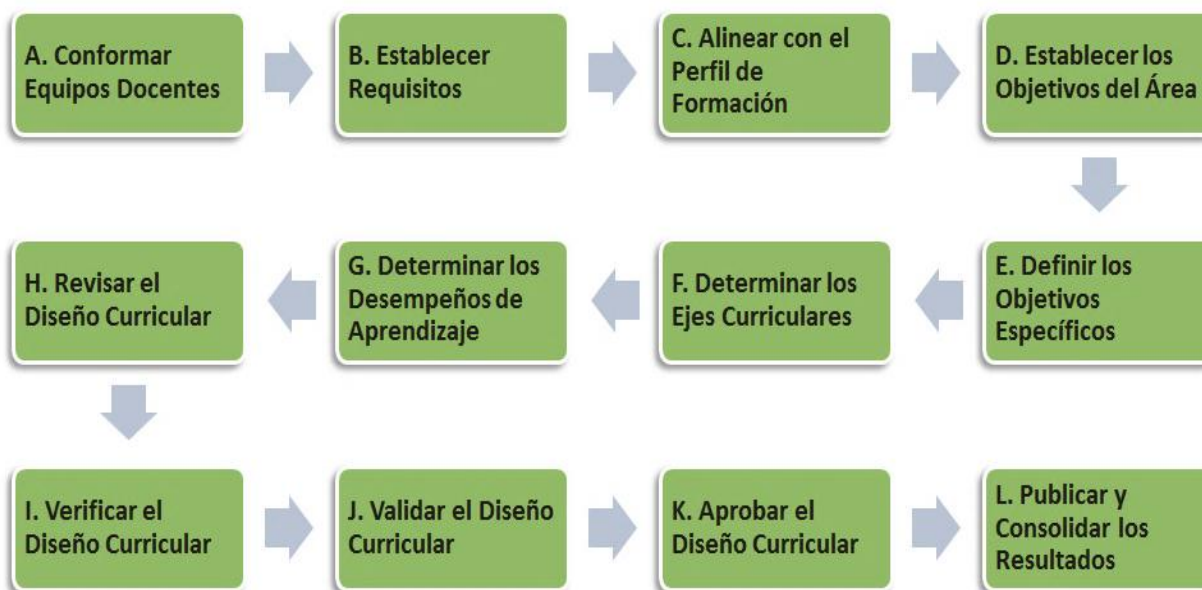 A. Conformar
Equipos Docentes
B. Establecer
Requisitos
C. Alinear con el
Perfil de
Formación
D. Establecer los
Objetivos del Área
E. Definir los
Objetivos
Específicos
F. Determinar los
Ejes Curriculares
G. Determinar los
Desempeños de
Aprendizaje
H. Revisar el
Diseño Curricular
I. Verificar el
Diseño Curricular
J. Validar el Diseño
Curricular
K. Aprobar el
Diseño Curricular
L. Publicar y
Consolidar los
Resultados